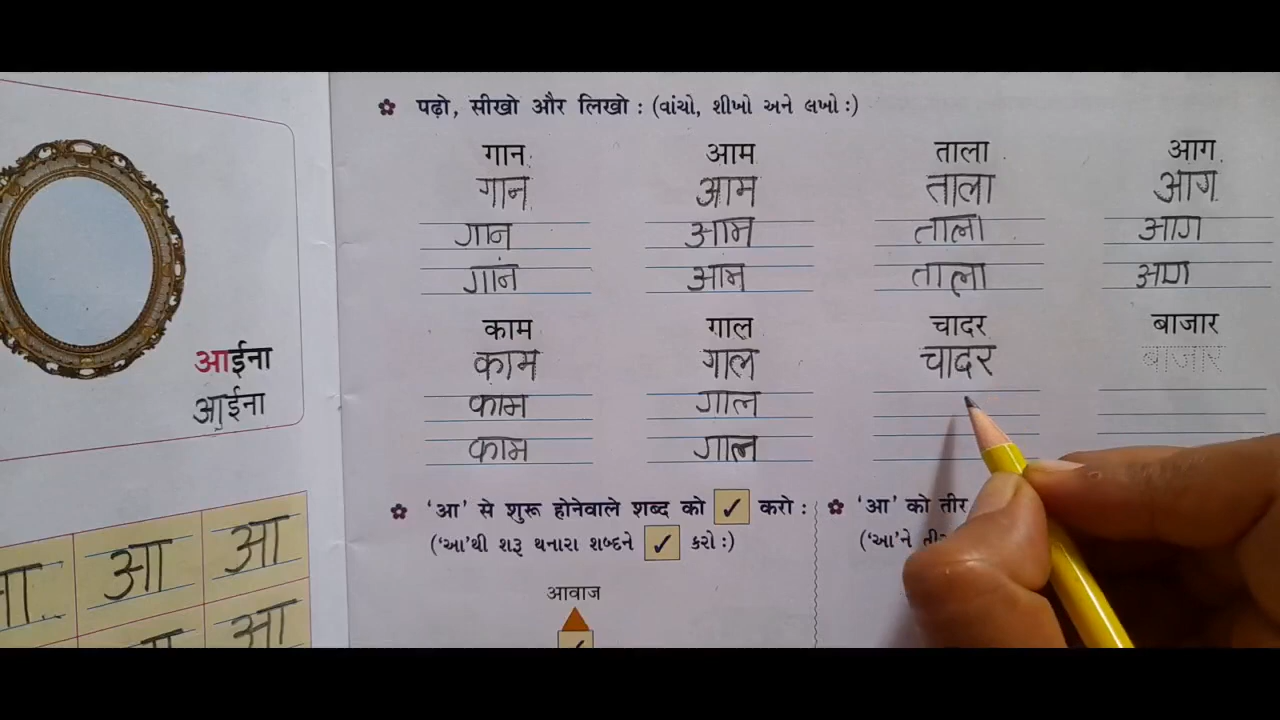 पढ़ो, सीखो और लिखो : (વાંચો, શીખો અને લખો :)
गान आम ताला आग
गान आम ताला आग
गान आम ताला आग
गान आम ताला आग
काम गाल चादर बाजार
काम गाल चादर बाजार
काम गाल
काम गाल
आईना
आईना
'आ' से शुरू होनेवाले शब्द को ✓ करो :
('આ'થી શરૂ થનારા શબ્દને ✓ કરો :)
आवाज
✓
'आ' को तीर
('આ'ને
आ आ
आ